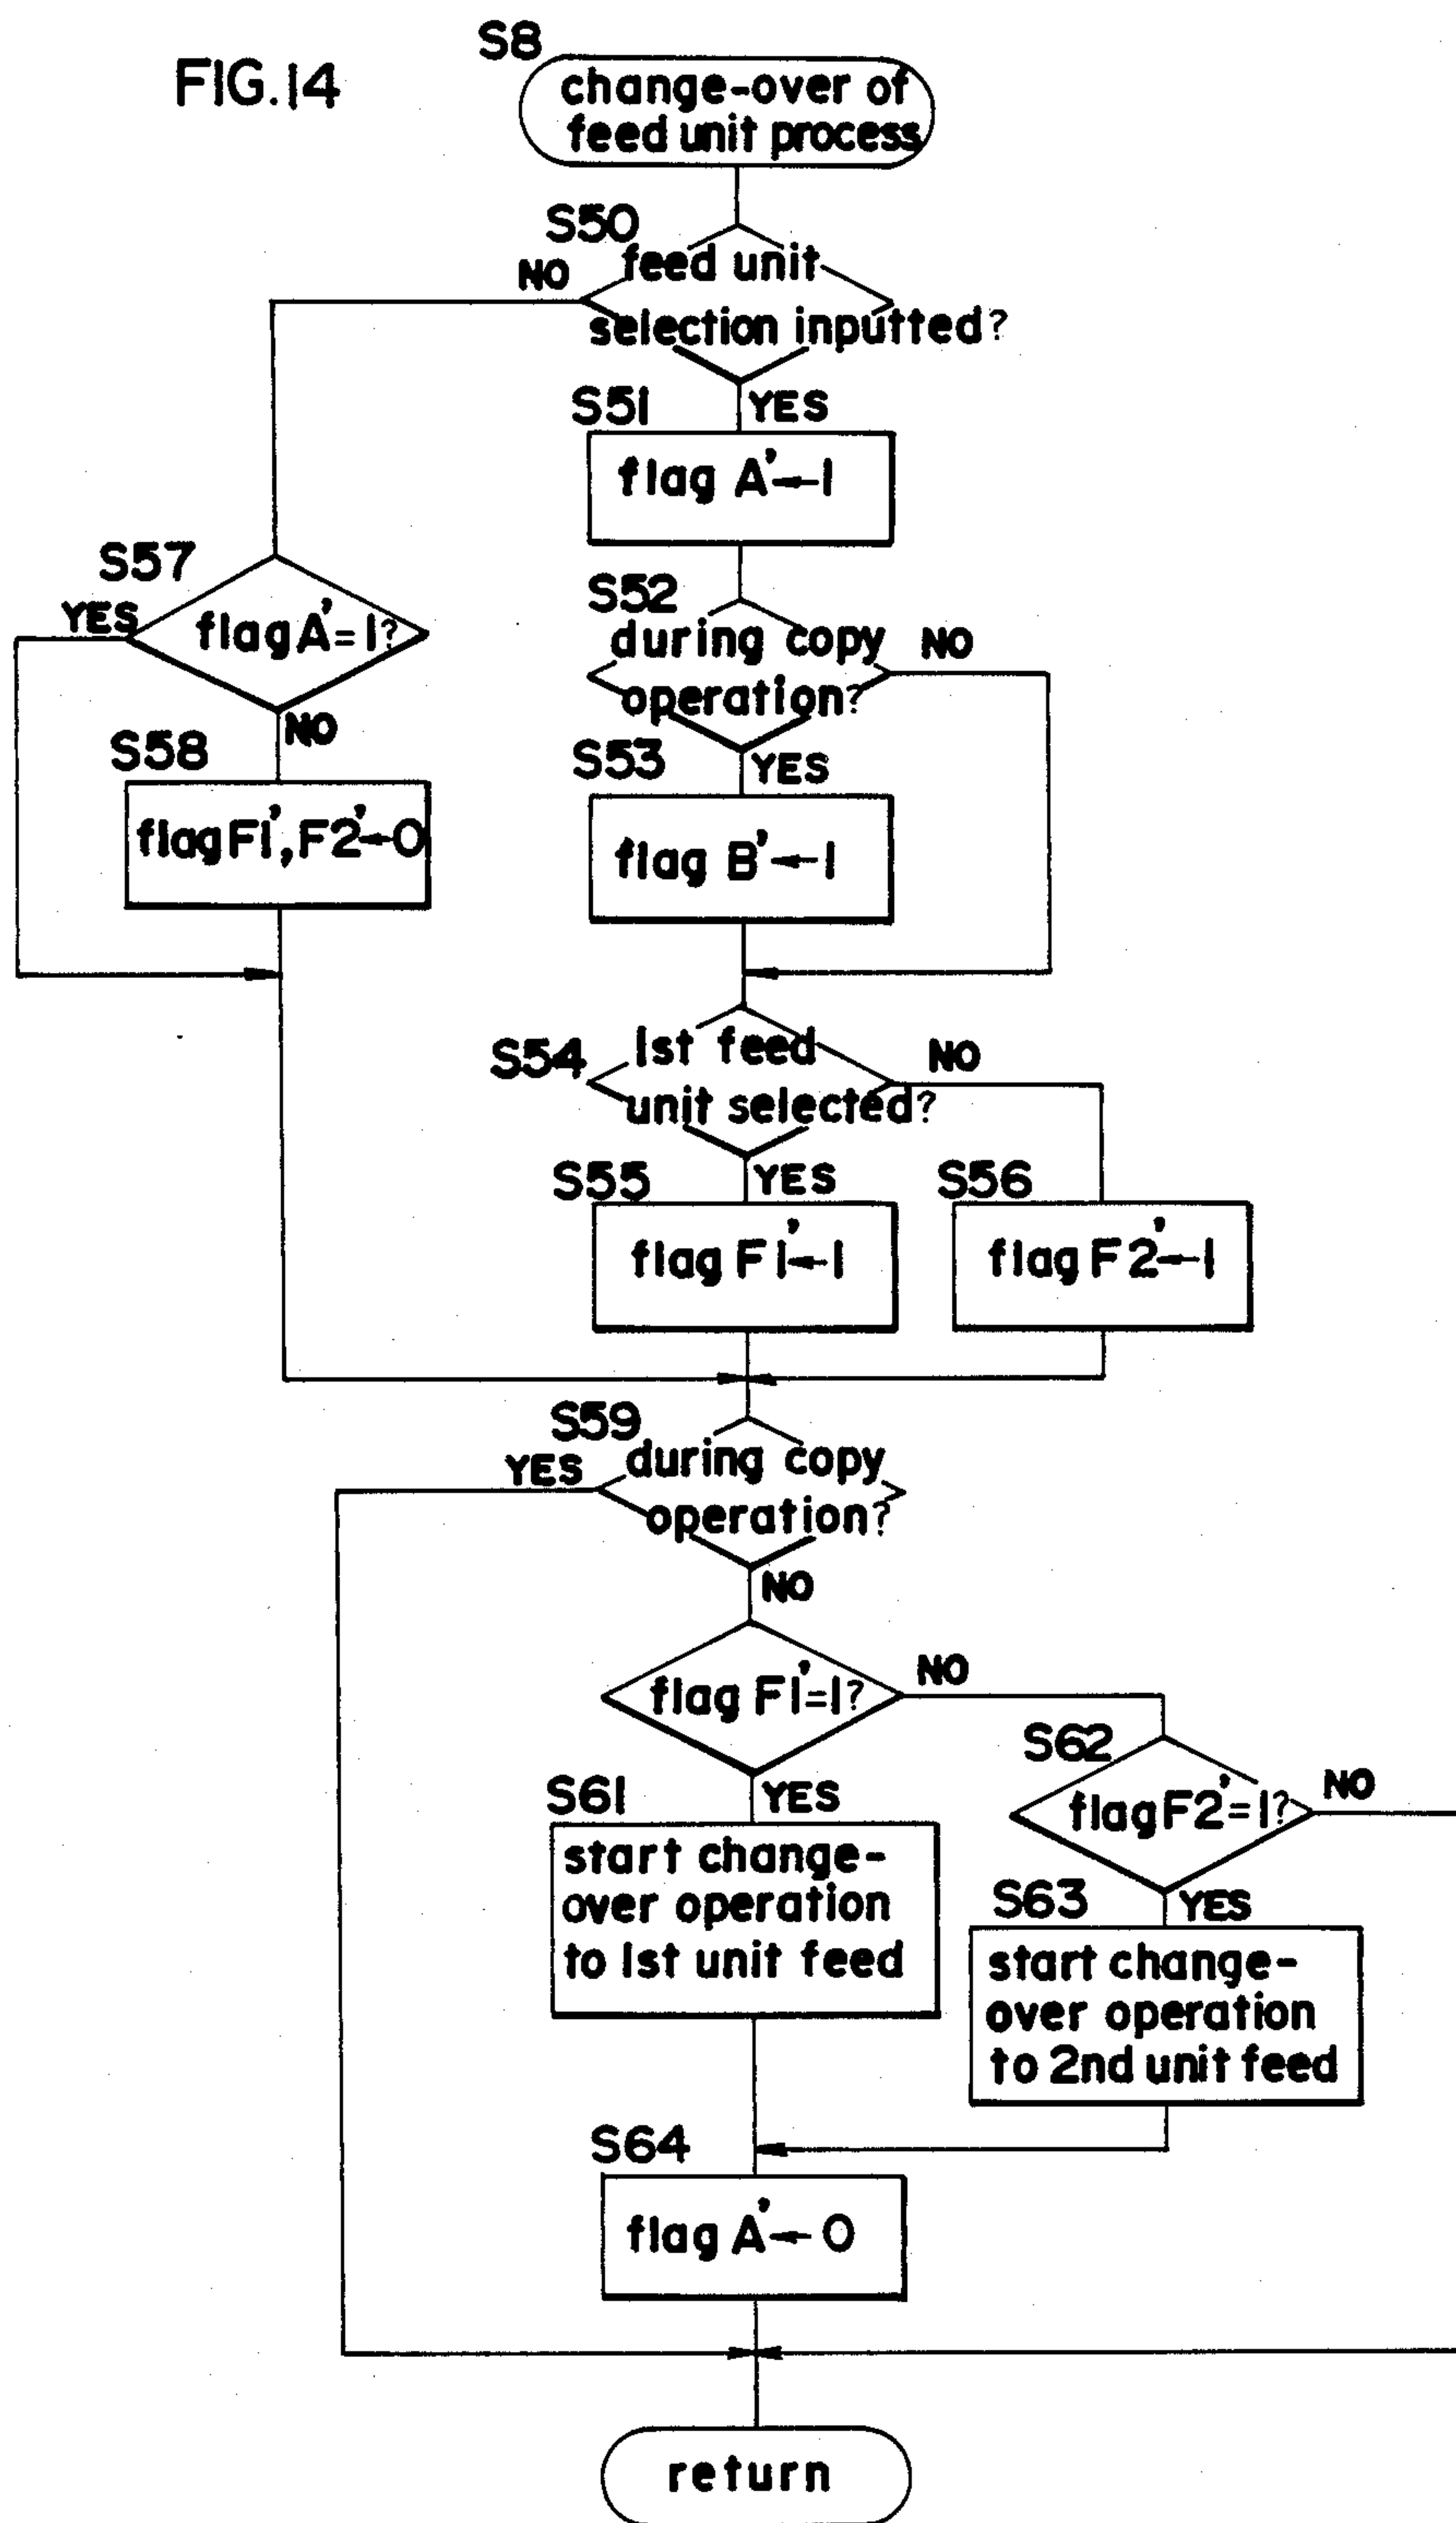 FIG.14
S8
change-over of
feed unit process
S50
feed unit
selection inputted?
NO
YES
S51
flag A'←1
S57
flag A'=1?
YES
NO
S52
during copy
operation?
NO
YES
S58
flag F1', F2'←0
S53
flag B'←1
S54
1st feed
unit selected?
NO
YES
S55
flag F1'←1
S56
flag F2'←1
S59
during copy
operation?
YES
NO
flag F1'=1?
NO
YES
S62
flag F2'=1?
NO
YES
S61
start change-
over operation
to 1st unit feed
S63
start change-
over operation
to 2nd unit feed
S64
flag A'←0
return